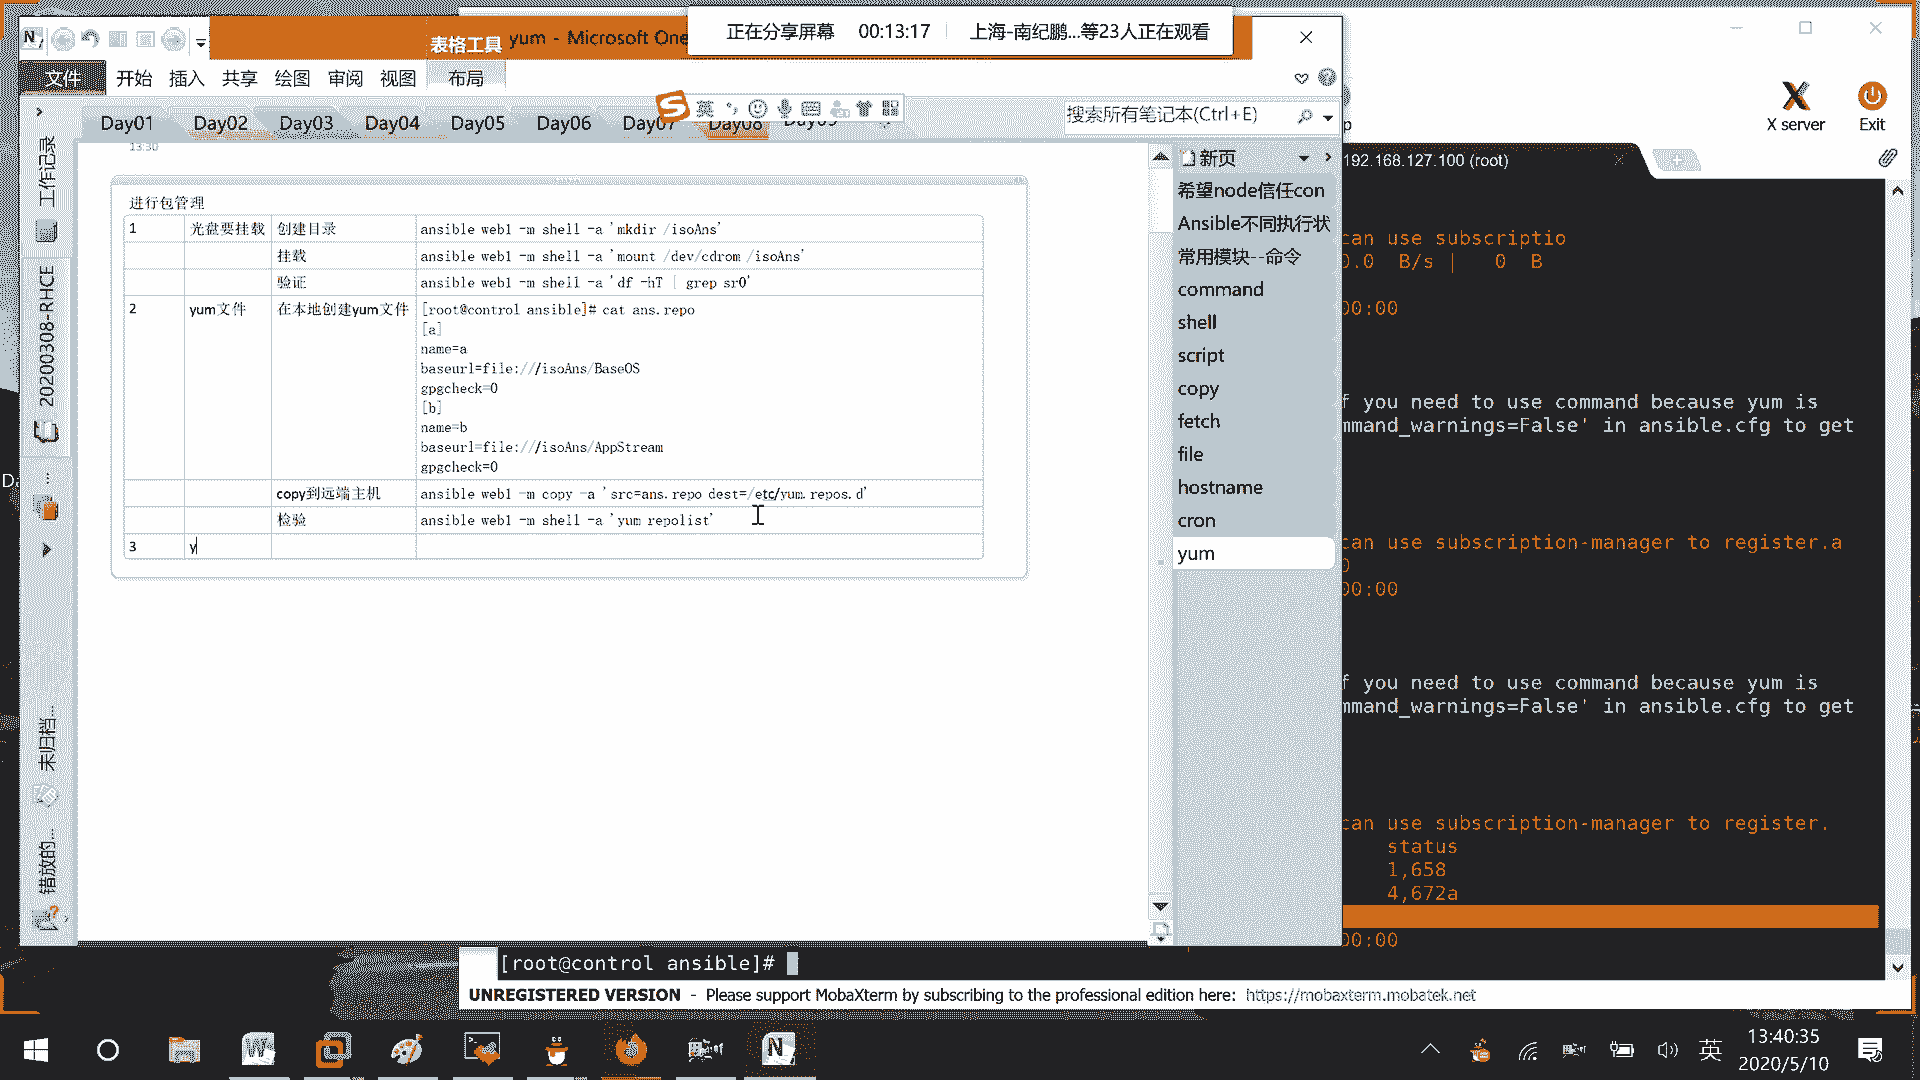 正在分享屏幕 00:13:17 上海-南纪鹏...等23人正在观看
表格工具 yum - Microsoft One
文件 开始 插入 共享 绘图 审阅 视图 布局
英
搜索所有笔记本(Ctrl+E)
Day01 Day02 Day03 Day04 Day05 Day06 Day07 Day08
X server Exit
192.168.127.100 (root)
工作记录
20200308-RHCE
未归档...
错放的...
13:30
进行包管理
1 光盘要挂载 创建目录 ansible web1 -m shell -a 'mkdir /isoAns'
挂载 ansible web1 -m shell -a 'mount /dev/cdrom /isoAns'
验证 ansible web1 -m shell -a 'df -hT | grep sr0'
2 yum文件 在本地创建yum文件 [root@control ansible]# cat ans.repo
[a]
name=a
baseurl=file:///isoAns/BaseOS
gpgcheck=0
[b]
name=b
baseurl=file:///isoAns/AppStream
gpgcheck=0
copy到远端主机 ansible web1 -m copy -a 'src=ans.repo dest=/etc/yum.repos.d'
检验 ansible web1 -m shell -a 'yum repolist'
3 y
新页
希望node信任con
Ansible不同执行状
常用模块--命令
command
shell
script
copy
fetch
file
hostname
cron
yum
can use subscriptio
0.0 B/s | 0 B
00:00
f you need to use command because yum is
mmand_warnings=False' in ansible.cfg to get
can use subscription-manager to register.a
00:00
f you need to use command because yum is
mmand_warnings=False' in ansible.cfg to get
can use subscription-manager to register.
status
1,658
4,672a
00:00
[root@control ansible]#
UNREGISTERED VERSION - Please support MobaXterm by subscribing to the professional edition here: https://mobaxterm.mobatek.net
英
13:40:35
2020/5/10